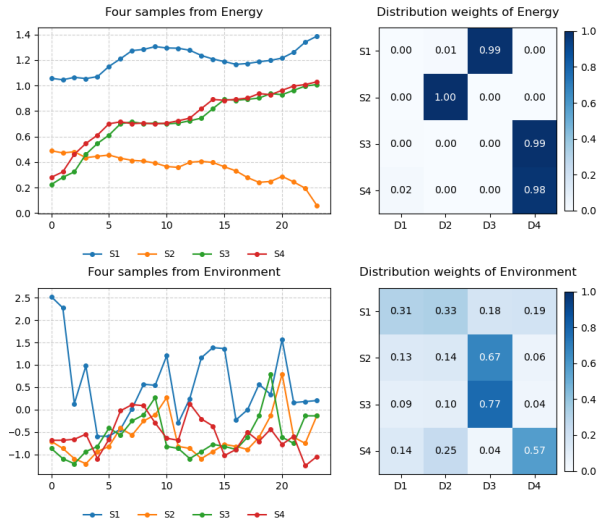 Four samples from Energy
1.4
1.2
1.0
0.8
0.6
0.4
0.2
0.0
0 5 10 15 20
S1 S2 S3 S4
Distribution weights of Energy
S1 0.00 0.01 0.99 0.00
S2 0.00 1.00 0.00 0.00
S3 0.00 0.00 0.00 0.99
S4 0.02 0.00 0.00 0.98
D1 D2 D3 D4
1.0
0.8
0.6
0.4
0.2
0.0
Four samples from Environment
2.5
2.0
1.5
1.0
0.5
0.0
−0.5
−1.0
0 5 10 15 20
S1 S2 S3 S4
Distribution weights of Environment
S1 0.31 0.33 0.18 0.19
S2 0.13 0.14 0.67 0.06
S3 0.09 0.10 0.77 0.04
S4 0.14 0.25 0.04 0.57
D1 D2 D3 D4
1.0
0.8
0.6
0.4
0.2
0.0